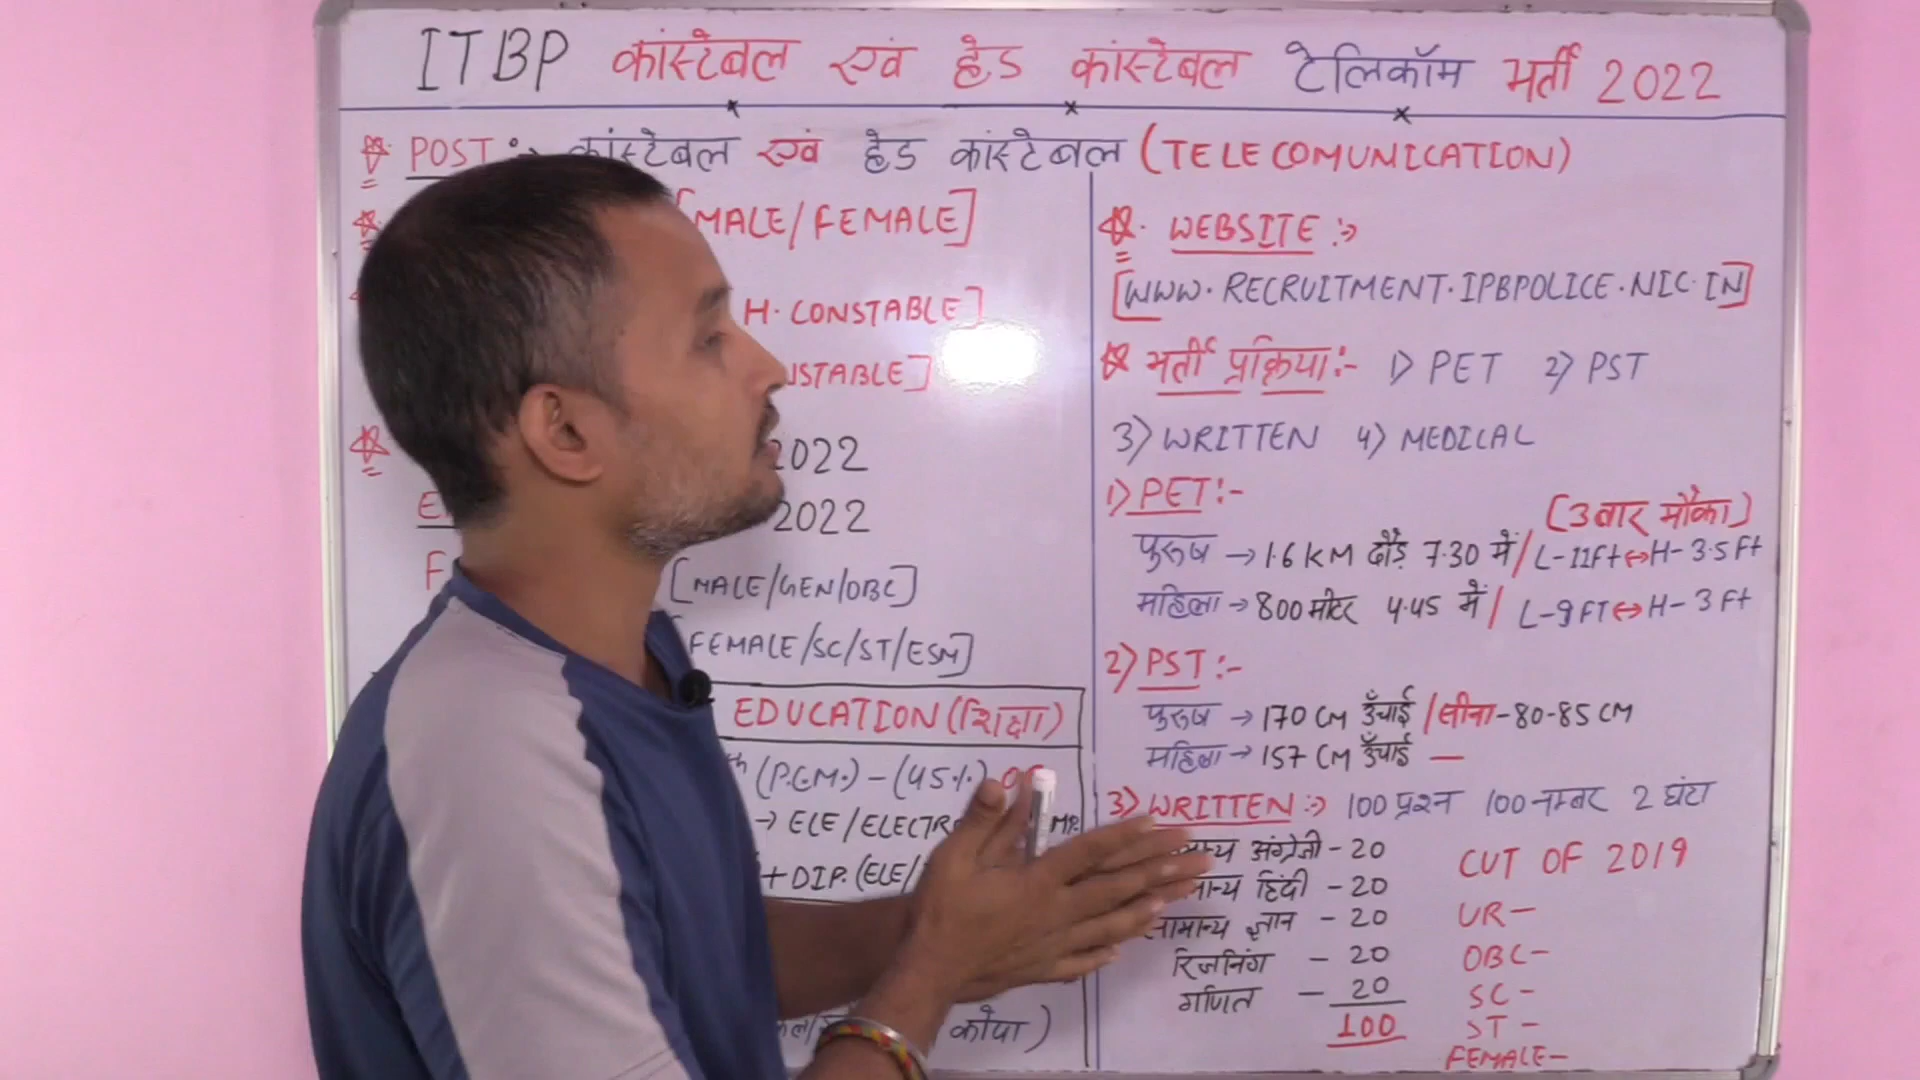 ITBP कांस्टेबल एवं हेड कांस्टेबल टेलिकॉम भर्ती 2022
POST :- कांस्टेबल एवं हेड कांस्टेबल (TELECOMUNICATION)
[MALE/FEMALE]
H. CONSTABLE]
2022
2022
[MALE/GEN/OBC]
[FEMALE/SC/ST/ESM]
EDUCATION (शिक्षा)
(P.C.M.) - (45%)
→ ELE/
+ DIP. (ELE/
कोपा)
WEBSITE :→
[WWW.RECRUITMENT.IPBPOLICE.NIC.IN]
भर्ती प्रक्रिया:- 1) PET 2) PST
3) WRITTEN 4) MEDICAL
1) PET:-
(3 बार मौका)
पुरुष → 1.6 KM दौड़ 7.30 में / L-11Ft ↔ H-3.5 Ft
महिला → 800 मीटर 4.45 में / L-9 FT ↔ H-3 Ft
2) PST:-
पुरुष → 170 CM ऊँचाई / सीना-80-85 CM
महिला → 157 CM ऊँचाई —
3) WRITTEN :→ 100 प्रश्न 100 नम्बर 2 घंटा
अंग्रेजी - 20
हिंदी - 20
सामान्य ज्ञान - 20
रिजनिंग - 20
गणित - 20
100
CUT OF 2019
UR-
OBC-
SC-
ST-
FEMALE-